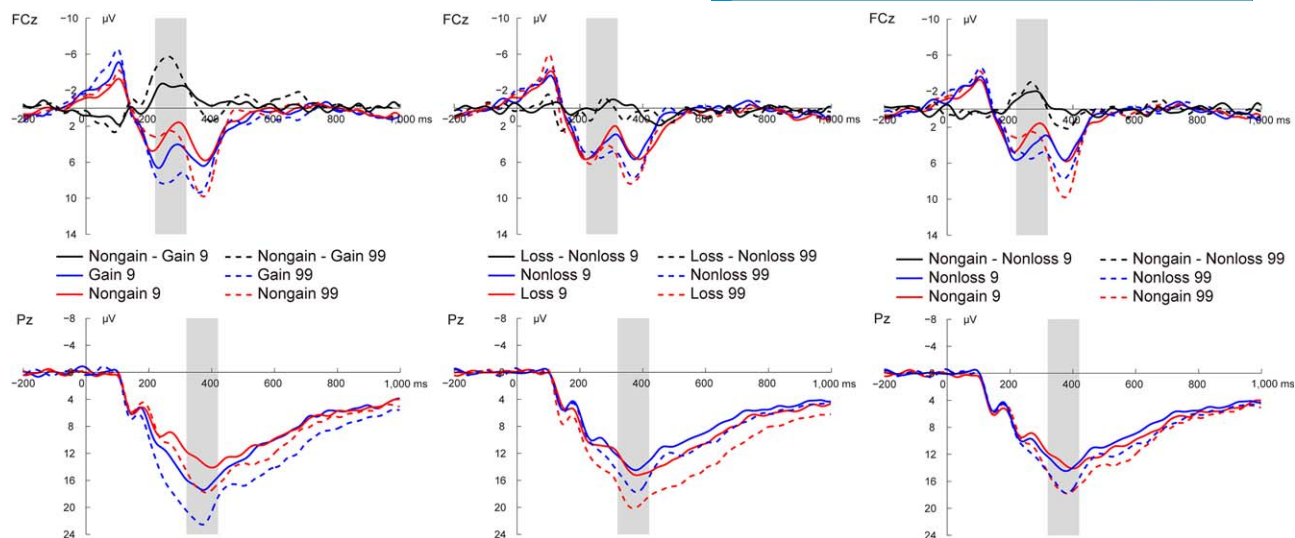 FCz
µV
−10
−6
−2
2
6
10
14
−200
0
200
400
600
800
1,000 ms
Nongain - Gain 9
Nongain - Gain 99
Gain 9
Gain 99
Nongain 9
Nongain 99
Pz
µV
−8
−4
4
8
12
16
20
24
−200
0
200
400
600
800
1,000 ms
FCz
µV
−10
−6
−2
2
6
10
14
−200
0
200
400
600
800
1,000 ms
Loss - Nonloss 9
Loss - Nonloss 99
Nonloss 9
Nonloss 99
Loss 9
Loss 99
Pz
µV
−8
−4
4
8
12
16
20
24
−200
0
200
400
600
800
1,000 ms
FCz
µV
−10
−6
−2
2
6
10
14
−200
0
200
400
600
800
1,000 ms
Nongain - Nonloss 9
Nongain - Nonloss 99
Nonloss 9
Nonloss 99
Nongain 9
Nongain 99
Pz
µV
−8
−4
4
8
12
16
20
24
−200
0
200
400
600
800
1,000 ms